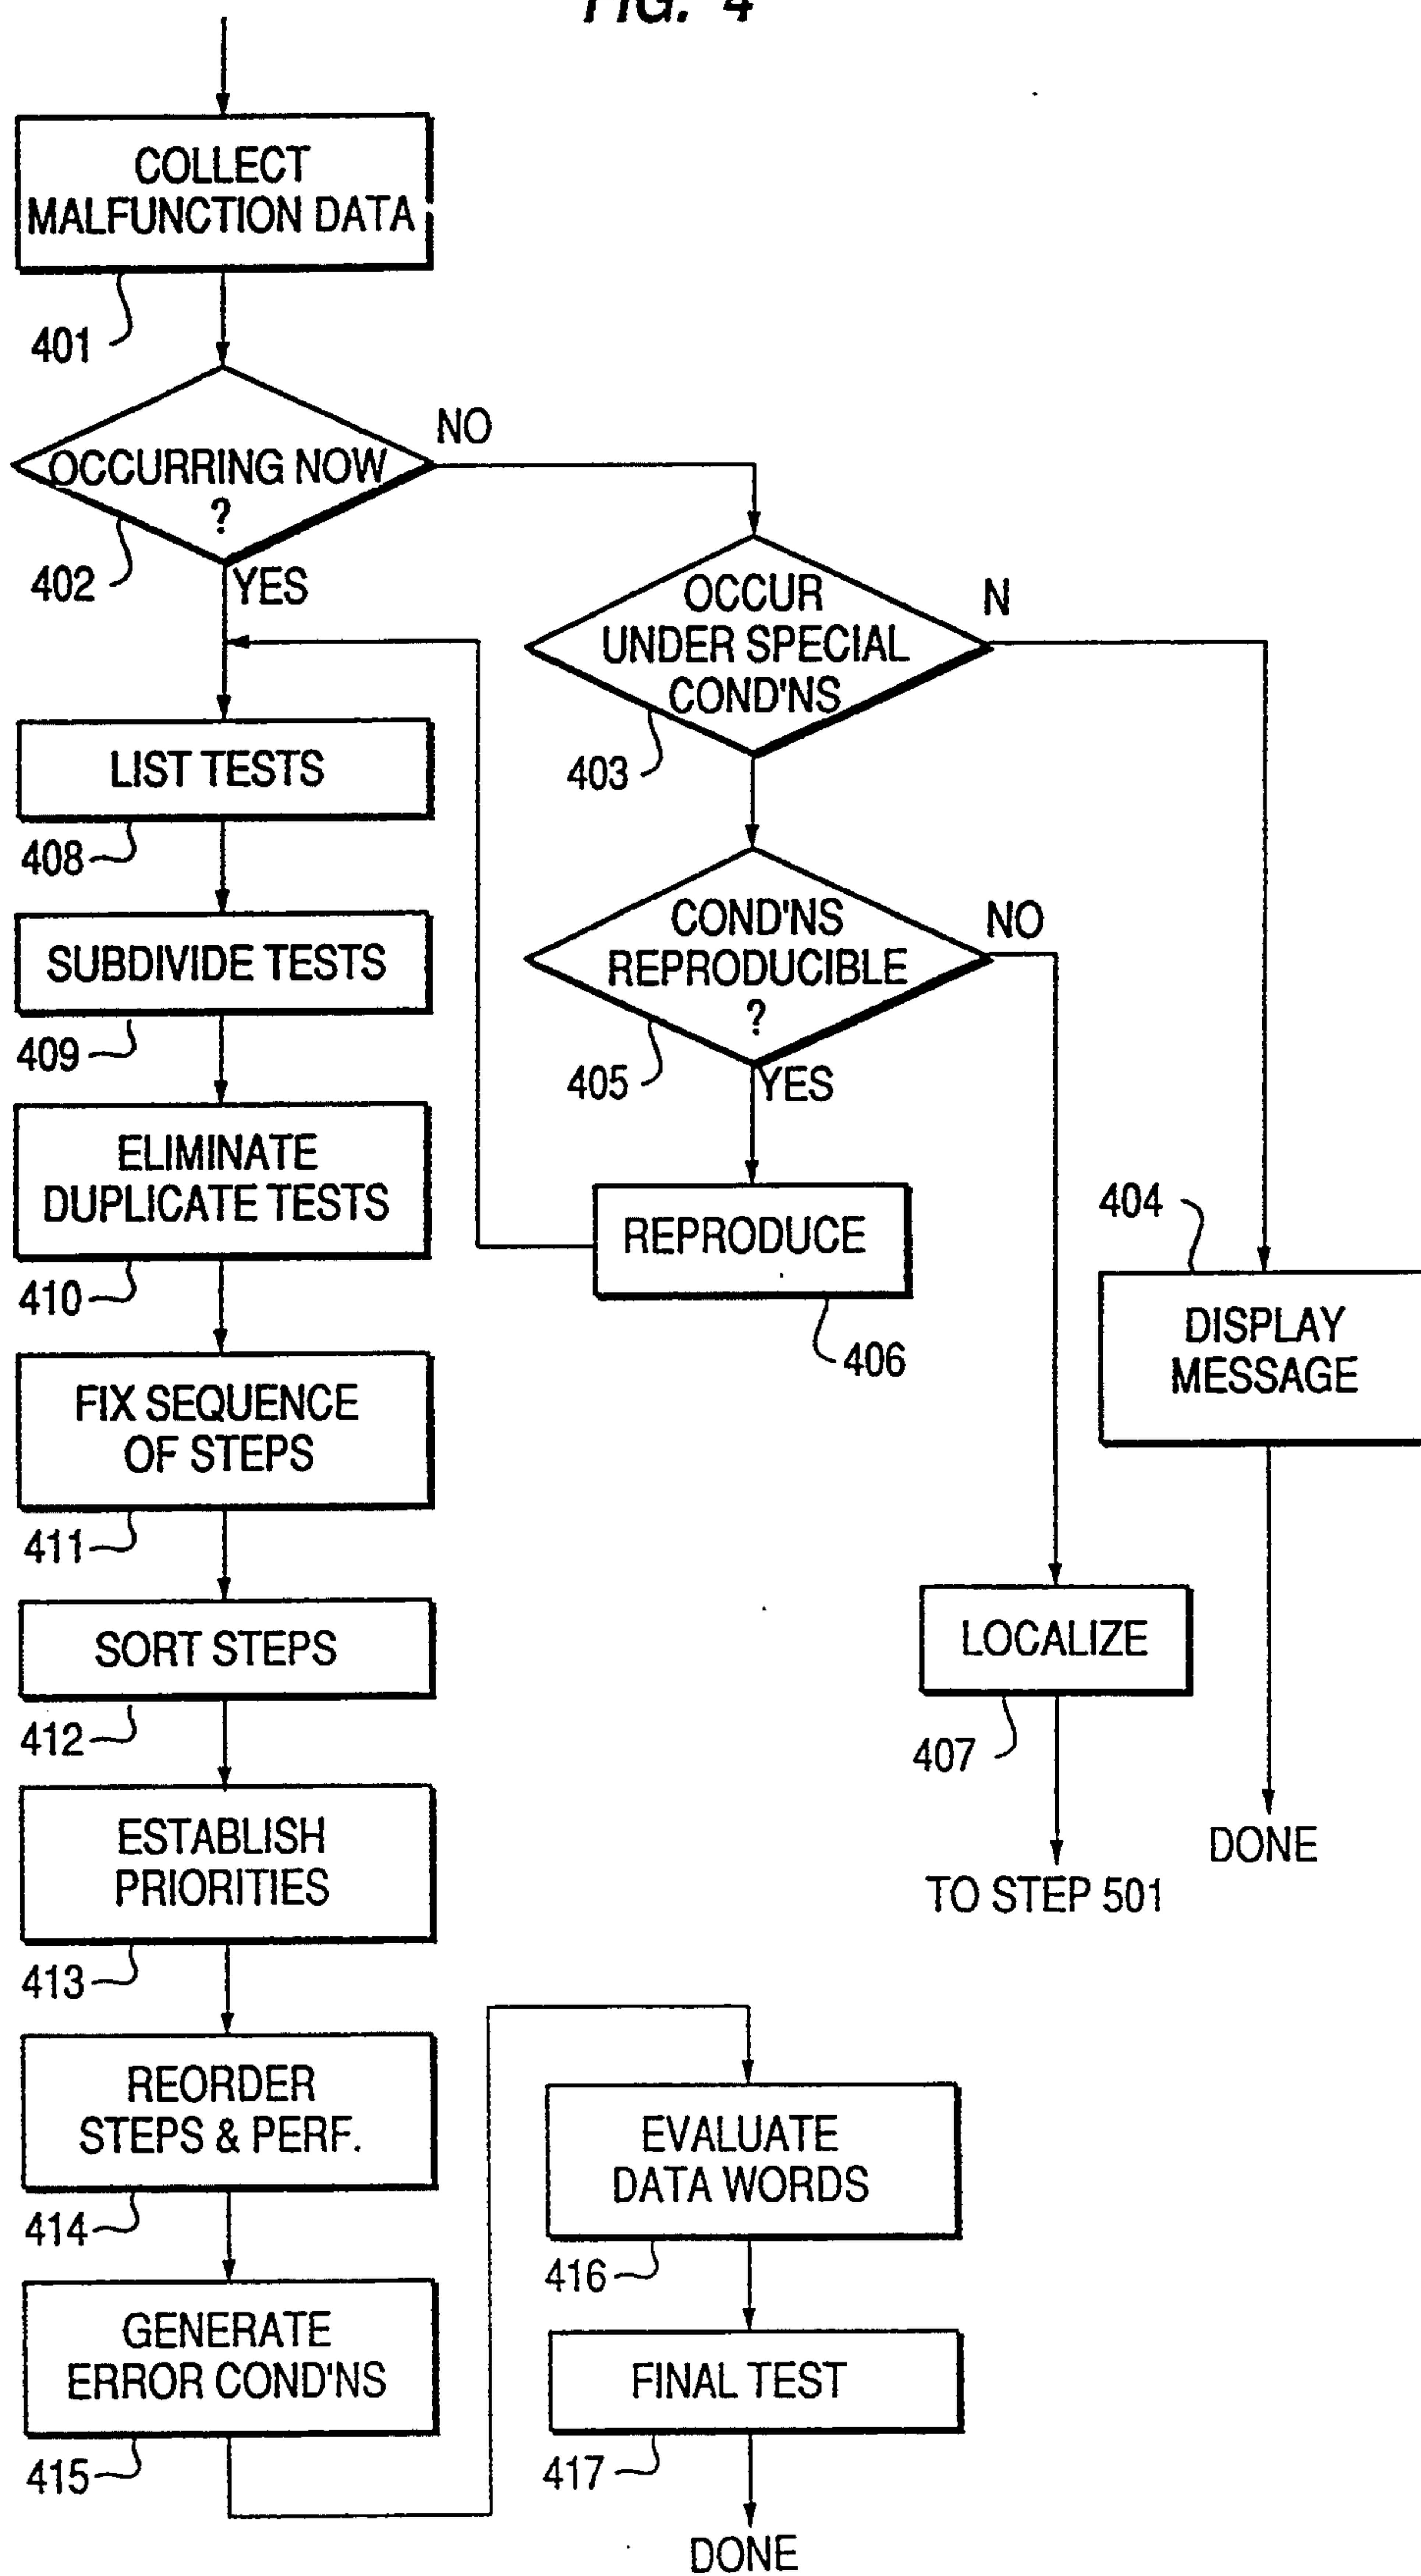 FIG. 4
COLLECT
MALFUNCTION DATA
401
OCCURRING NOW
?
402
NO
YES
OCCUR
UNDER SPECIAL
COND'NS
403
N
LIST TESTS
408
COND'NS
REPRODUCIBLE
?
405
NO
YES
SUBDIVIDE TESTS
409
ELIMINATE
DUPLICATE TESTS
410
REPRODUCE
406
404
DISPLAY
MESSAGE
DONE
FIX SEQUENCE
OF STEPS
411
LOCALIZE
407
TO STEP 501
SORT STEPS
412
ESTABLISH
PRIORITIES
413
REORDER
STEPS & PERF.
414
GENERATE
ERROR COND'NS
415
EVALUATE
DATA WORDS
416
FINAL TEST
417
DONE